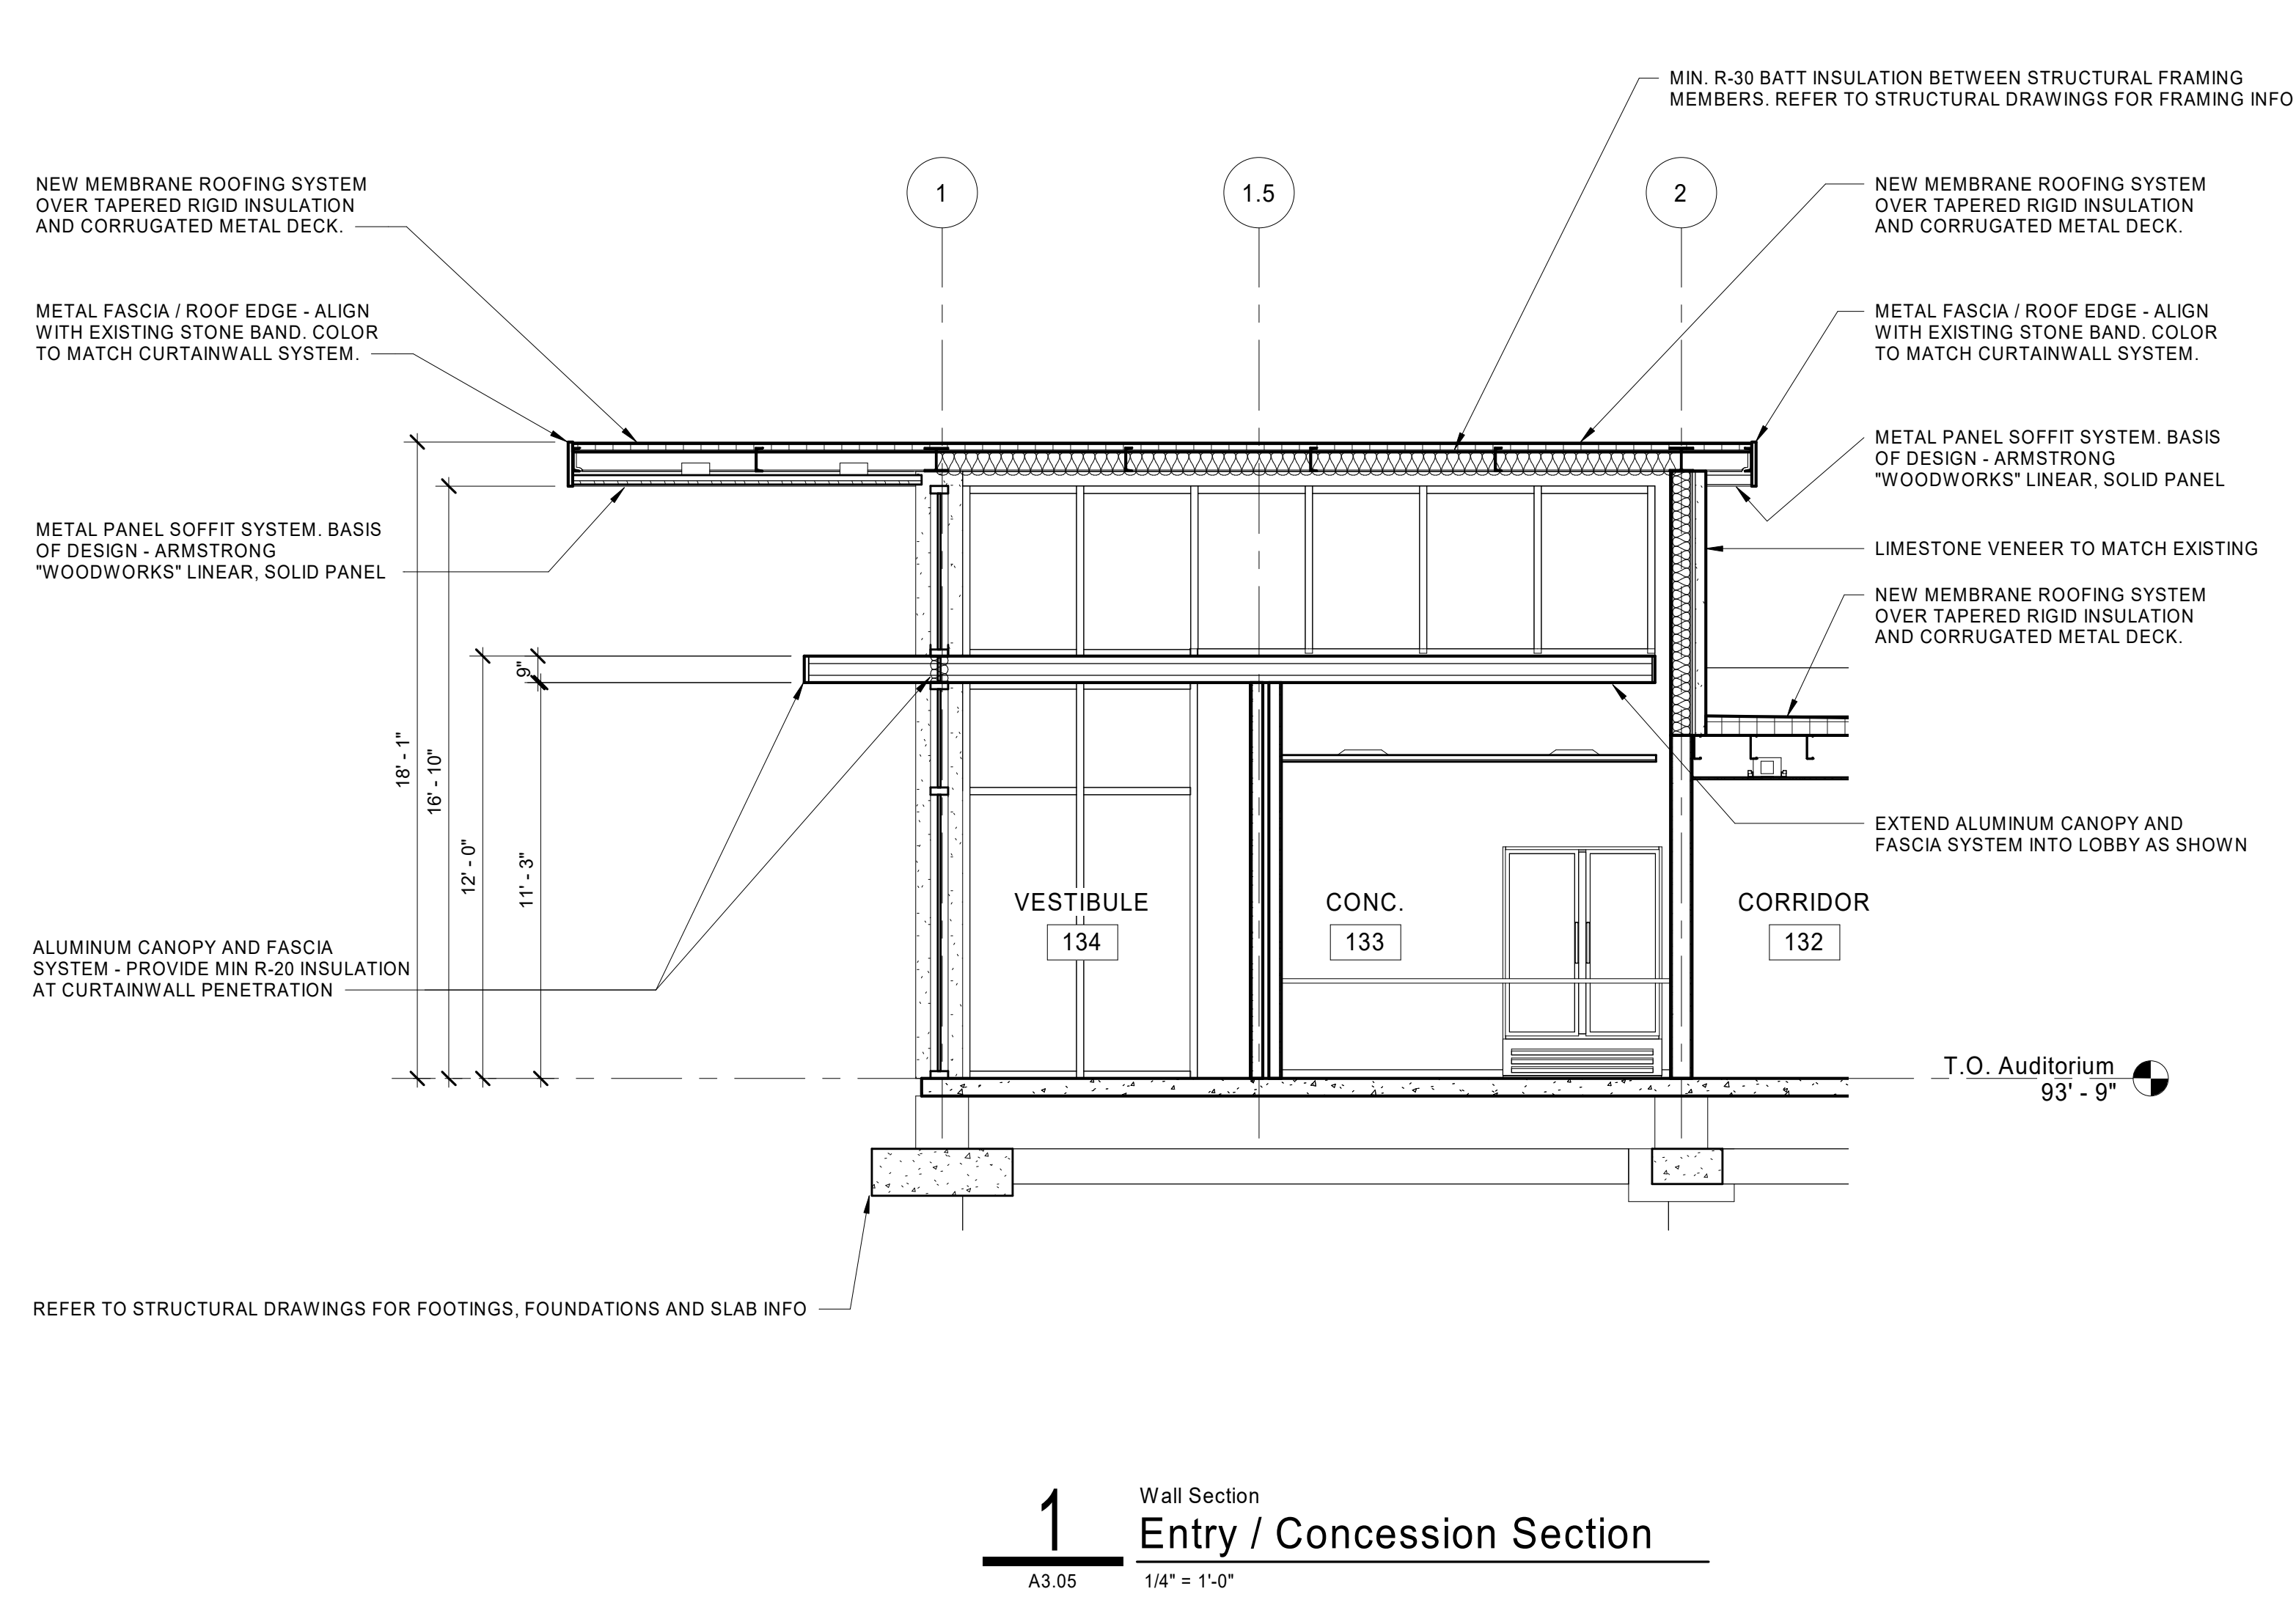 MIN. R-30 BATT INSULATION BETWEEN STRUCTURAL FRAMING
MEMBERS. REFER TO STRUCTURAL DRAWINGS FOR FRAMING INFO
1
1.5
2
NEW MEMBRANE ROOFING SYSTEM
OVER TAPERED RIGID INSULATION
AND CORRUGATED METAL DECK.
METAL FASCIA / ROOF EDGE - ALIGN
WITH EXISTING STONE BAND. COLOR
TO MATCH CURTAINWALL SYSTEM.
METAL PANEL SOFFIT SYSTEM. BASIS
OF DESIGN - ARMSTRONG
"WOODWORKS" LINEAR, SOLID PANEL
NEW MEMBRANE ROOFING SYSTEM
OVER TAPERED RIGID INSULATION
AND CORRUGATED METAL DECK.
METAL FASCIA / ROOF EDGE - ALIGN
WITH EXISTING STONE BAND. COLOR
TO MATCH CURTAINWALL SYSTEM.
METAL PANEL SOFFIT SYSTEM. BASIS
OF DESIGN - ARMSTRONG
"WOODWORKS" LINEAR, SOLID PANEL
LIMESTONE VENEER TO MATCH EXISTING
NEW MEMBRANE ROOFING SYSTEM
OVER TAPERED RIGID INSULATION
AND CORRUGATED METAL DECK.
18' - 1"
16' - 10"
12' - 0"
9"
11' - 3"
EXTEND ALUMINUM CANOPY AND
FASCIA SYSTEM INTO LOBBY AS SHOWN
VESTIBULE
134
CONC.
133
CORRIDOR
132
ALUMINUM CANOPY AND FASCIA
SYSTEM - PROVIDE MIN R-20 INSULATION
AT CURTAINWALL PENETRATION
T.O. Auditorium
93' - 9"
REFER TO STRUCTURAL DRAWINGS FOR FOOTINGS, FOUNDATIONS AND SLAB INFO
1
A3.05
Wall Section
Entry / Concession Section
1/4" = 1'-0"